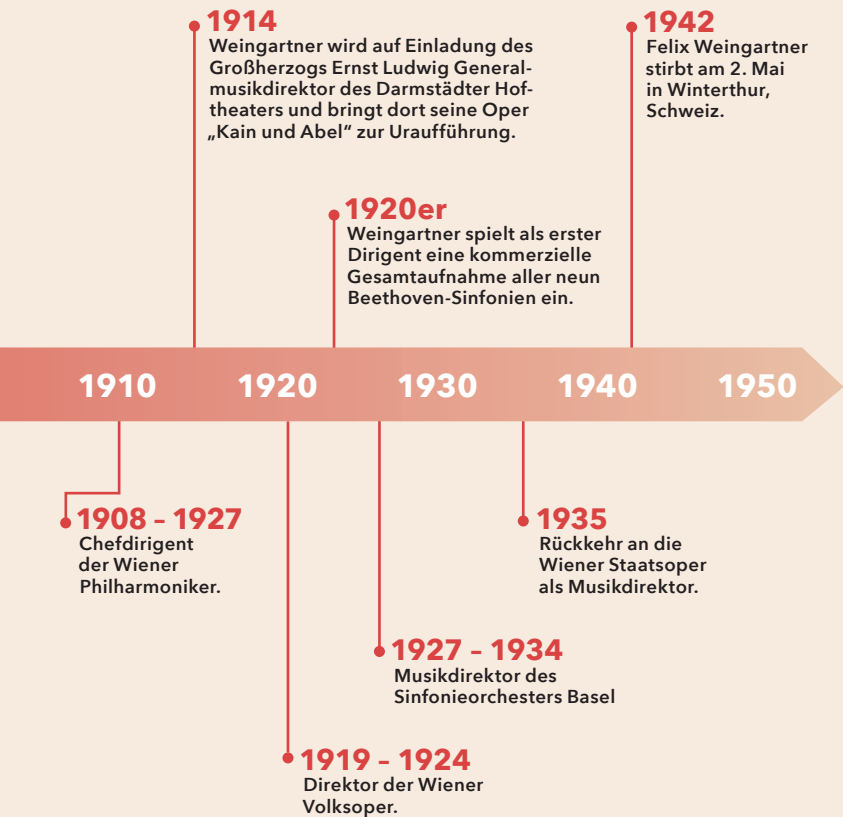 1914
Weingartner wird auf Einladung des
Großherzogs Ernst Ludwig General-
musikdirektor des Darmstädter Hof-
theaters und bringt dort seine Oper
„Kain und Abel“ zur Uraufführung.
1942
Felix Weingartner
stirbt am 2. Mai
in Winterthur,
Schweiz.
1920er
Weingartner spielt als erster
Dirigent eine kommerzielle
Gesamtaufnahme aller neun
Beethoven-Sinfonien ein.
1910 1920 1930 1940 1950
1908 – 1927
Chefdirigent
der Wiener
Philharmoniker.
1935
Rückkehr an die
Wiener Staatsoper
als Musikdirektor.
1927 – 1934
Musikdirektor des
Sinfonieorchesters Basel
1919 – 1924
Direktor der Wiener
Volksoper.